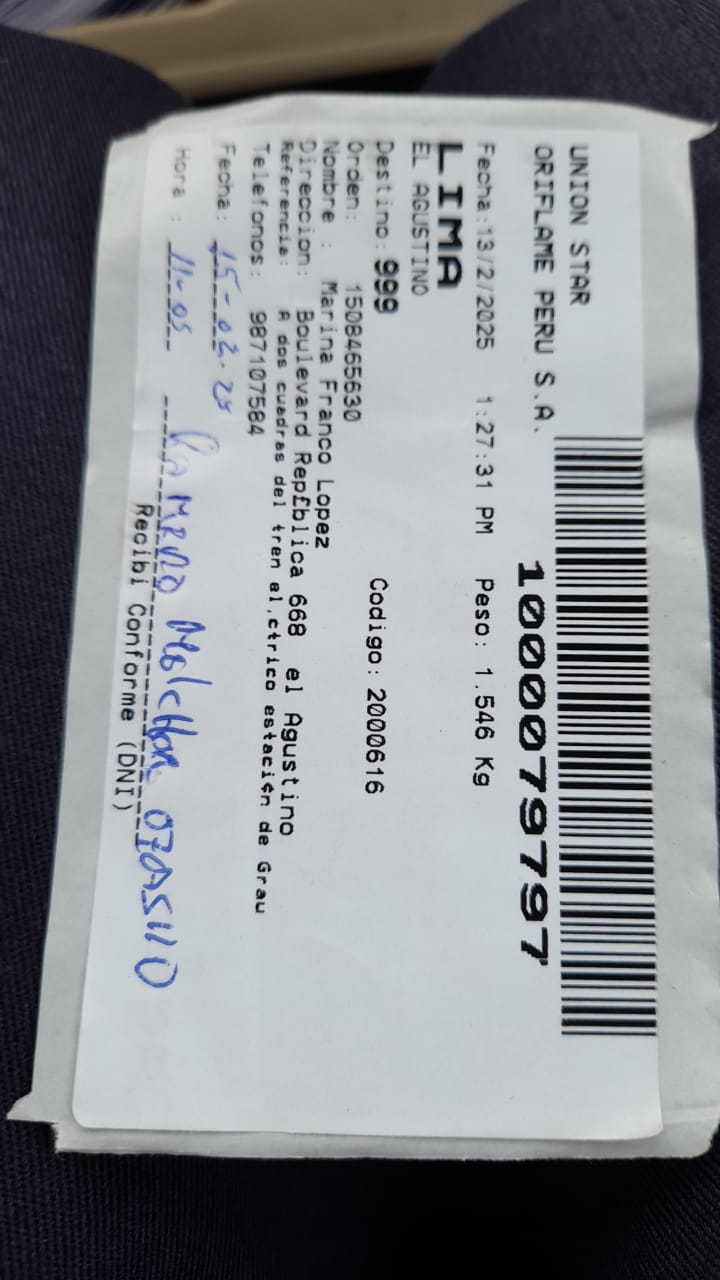 UNION STAR
ORIFLAME PERU S.A.
1000079797
Fecha:13/2/2025 1:27:31 PM Peso: 1.546 Kg
LIMA
EL AGUSTINO
Destino: 999
Codigo: 2000616
Orden: 1508465630
Nombre : Marina Franco Lopez
Direccion: Boulevard Rep£blica 668 el Agustino
Referencia: A dos cuadras del tren el‚ctrico estaci¢n de Grau
Telefonos: 987107584
Fecha: 15-02-25
Hora : 11-05
Recibi Conforme (DNI)